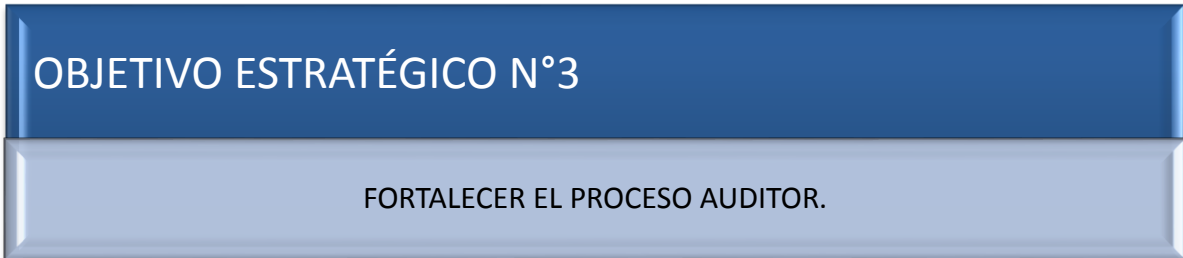 OBJETIVO ESTRATÉGICO N°3
FORTALECER EL PROCESO AUDITOR.